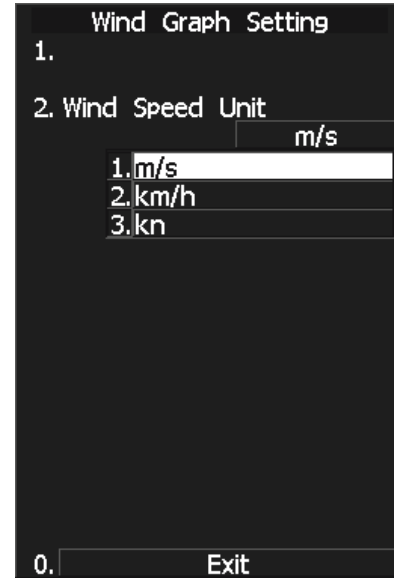 Wind Graph Setting
1.
2. Wind Speed Unit
m/s
1. m/s
2. km/h
3. kn
0. Exit